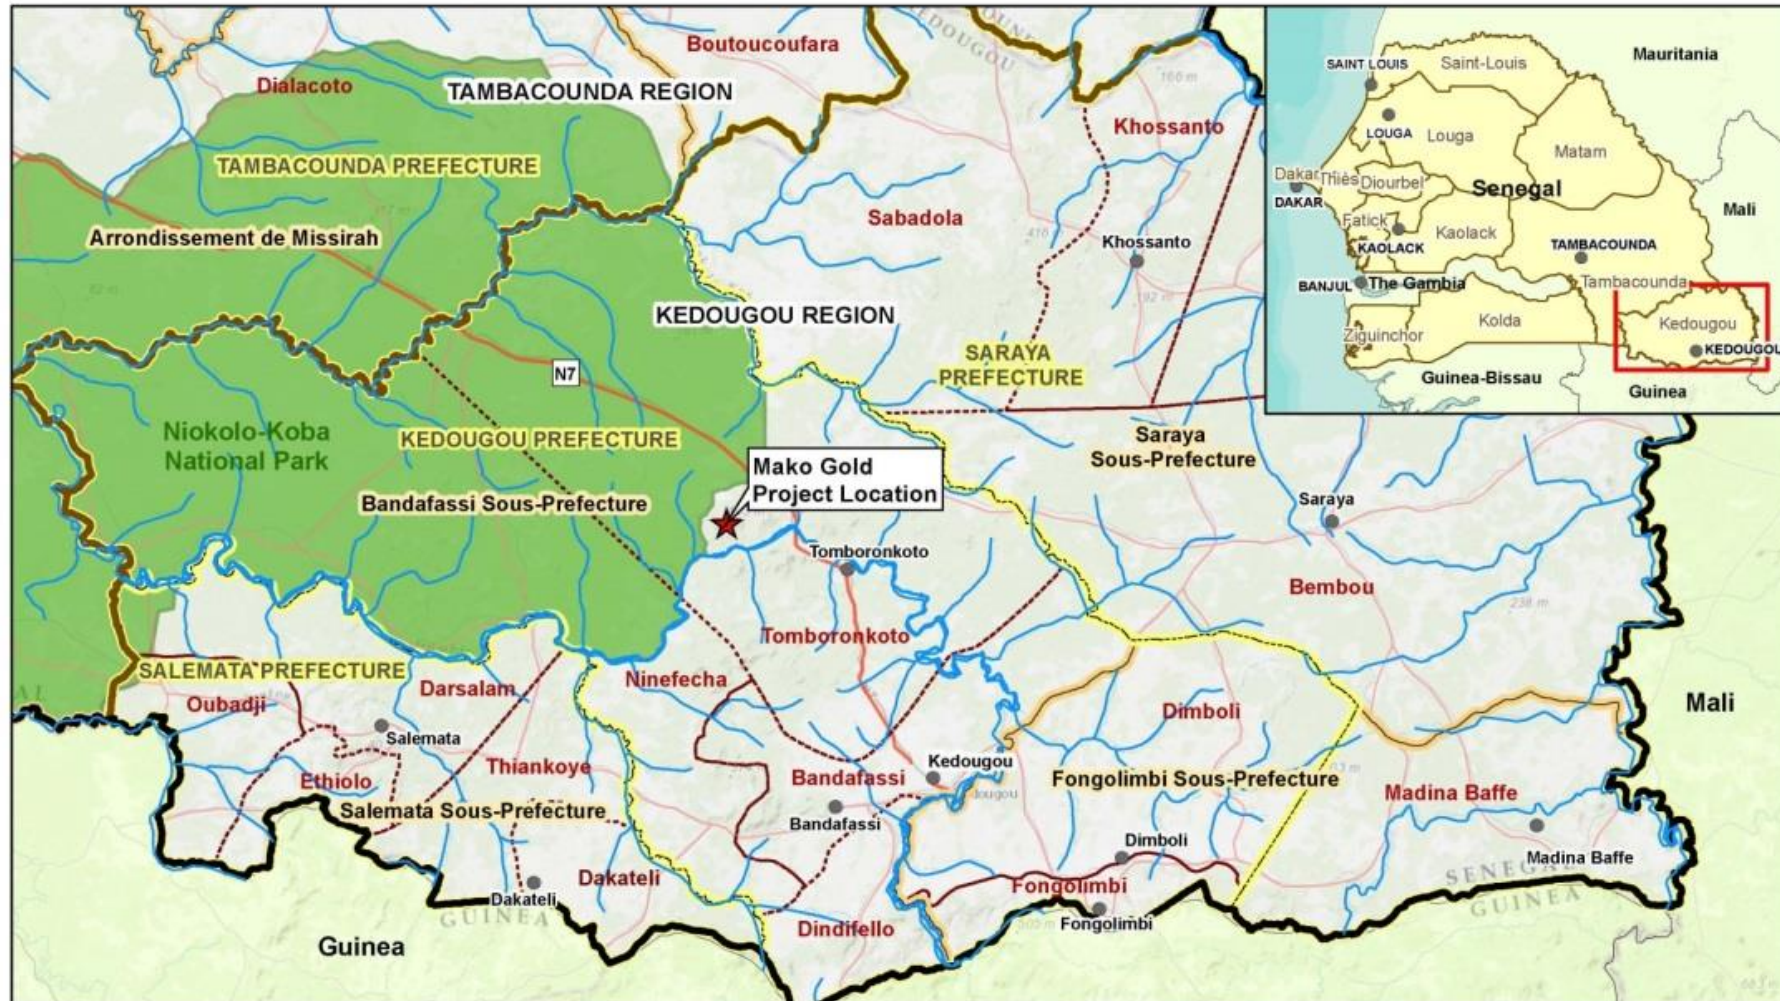 Boutoucoufara
Dialacoto
TAMBACOUNDA REGION
KEDOUGOU
166 m
Khossanto
TAMBACOUNDA PREFECTURE
Sabadola
Arrondissement de Missirah
416 m
Khossanto
192 m
KEDOUGOU REGION
SARAYA
PREFECTURE
N7
Niokolo-Koba
National Park
KEDOUGOU PREFECTURE
Saraya
Sous-Prefecture
Mako Gold
Project Location
Bandafassi Sous-Prefecture
Saraya
Tomboronkoto
Bembou
238 m
Tomboronkoto
SALEMATA PREFECTURE
Ninefecha
Darsalam
Oubadji
Dimboli
Mali
Salemata
Thiankoye
Kedougou
Ethiolo
Bandafassi
Fongolimbi Sous-Prefecture
Madina Baffe
Salemata Sous-Prefecture
Bandafassi
Dimboli
Madina Baffe
SENEGAL
GUINEA
Dakateli
Dakateli
Fongolimbi
GUINEA
Dindifello
Fongolimbi
Guinea
Mauritania
SAINT LOUIS
Saint-Louis
LOUGA
Louga
Matam
Dakar
Thiès
Diourbel
Senegal
DAKAR
Mali
Fatick
Kaolack
KAOLACK
TAMBACOUNDA
BANJUL
The Gambia
Tambacounda
Kolda
Kedougou
Ziguinchor
KEDOUGOU
Guinea-Bissau
Guinea